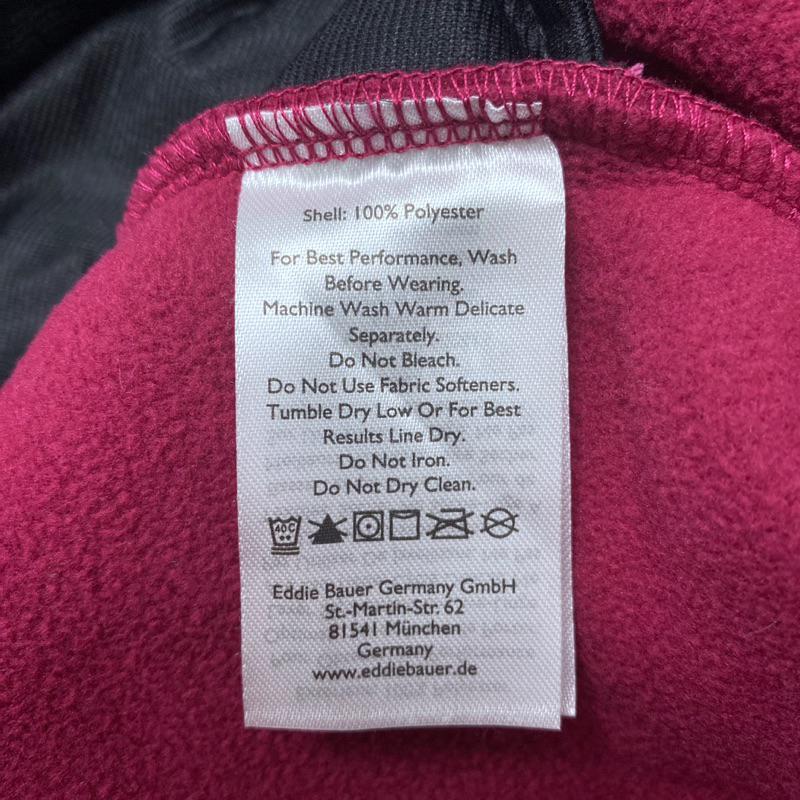 Shell: 100% Polyester
For Best Performance, Wash
Before Wearing.
Machine Wash Warm Delicate
Separately.
Do Not Bleach.
Do Not Use Fabric Softeners.
Tumble Dry Low Or For Best
Results Line Dry.
Do Not Iron.
Do Not Dry Clean.
40C
Eddie Bauer Germany GmbH
St.-Martin-Str. 62
81541 München
Germany
www.eddiebauer.de